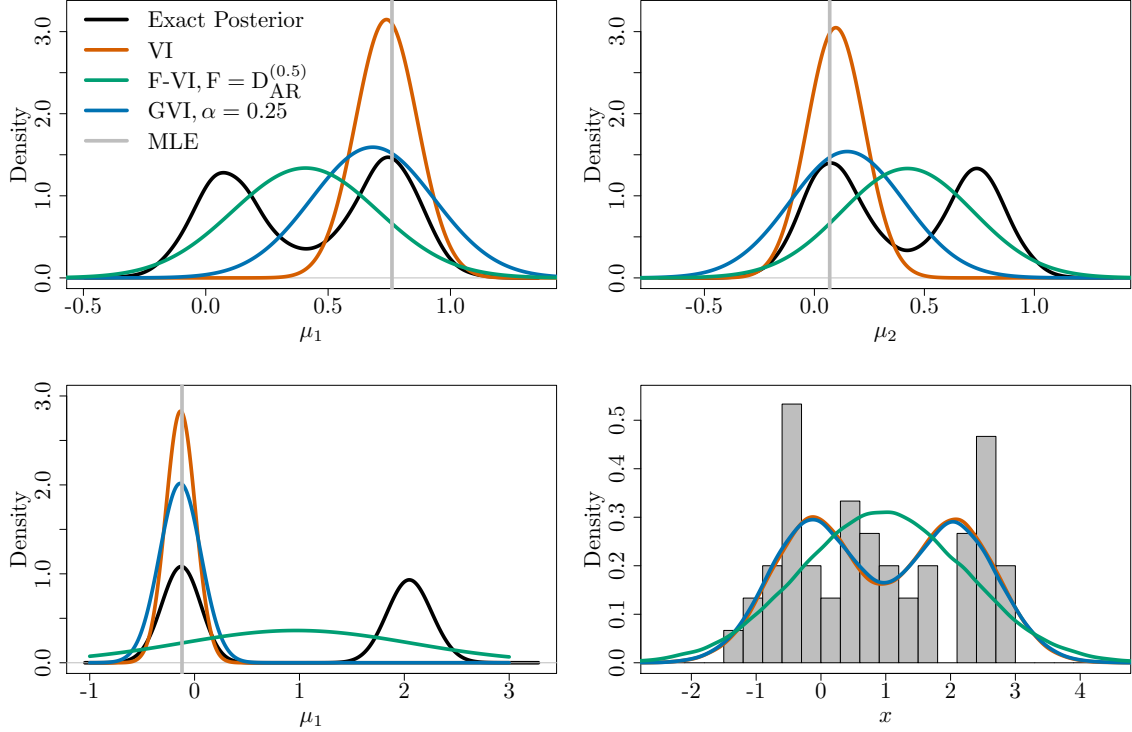 Exact Posterior
VI
F-VI, F = D_AR^(0.5)
GVI, α = 0.25
MLE
Density
0.0 1.0 2.0 3.0
-0.5 0.0 0.5 1.0
μ1
Density
0.0 1.0 2.0 3.0
-0.5 0.0 0.5 1.0
μ2
Density
0.0 1.0 2.0 3.0
-1 0 1 2 3
μ1
Density
0.0 0.1 0.2 0.3 0.4 0.5
-2 -1 0 1 2 3 4
x